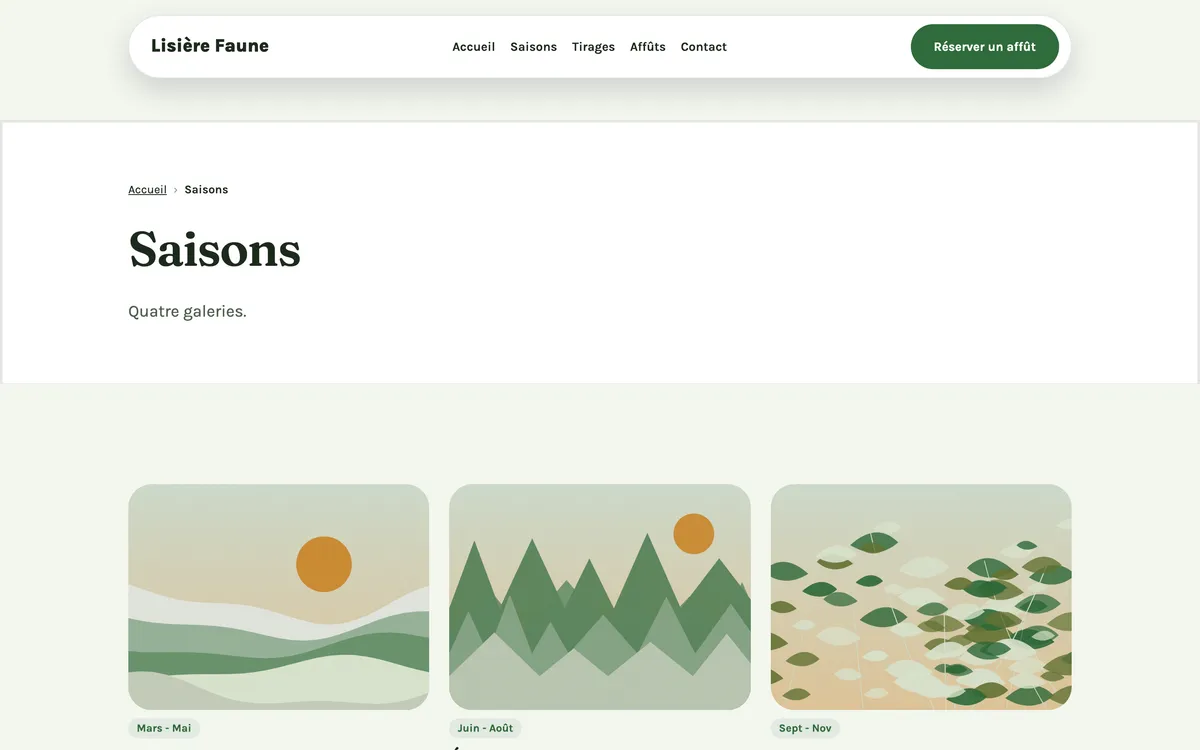 Lisière Faune
Accueil Saisons Tirages Affûts Contact
Réserver un affût
Accueil › Saisons
Saisons
Quatre galeries.
Mars - Mai
Juin - Août
Sept - Nov